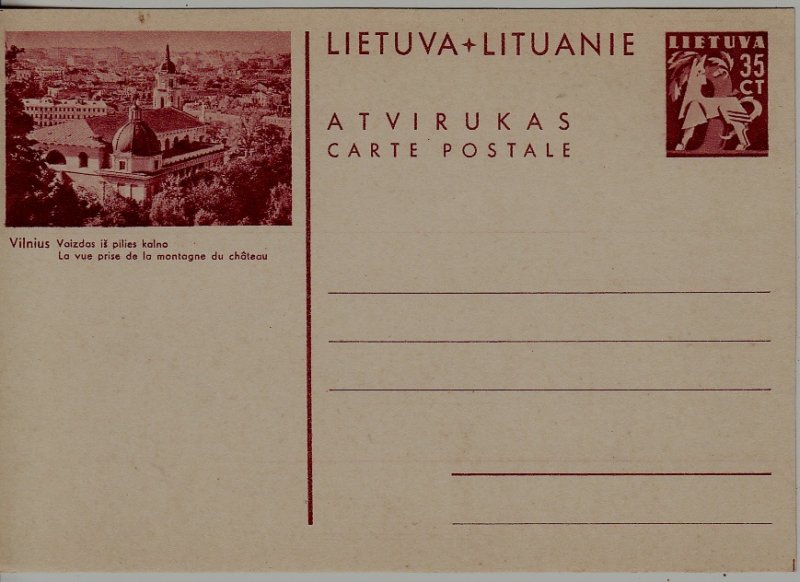 LIETUVA+LITUANIE
LIETUVA
35
CT
ATVIRUKAS
CARTE POSTALE
Vilnius Vaizdas iš pilies kalno
La vue prise de la montagne du château